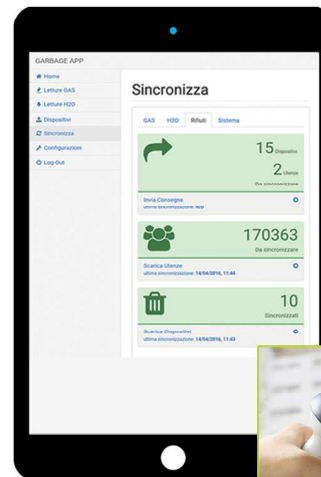 GARBAGE APP
Home
Letture GAS
Letture H2O
Dispositivi
Sincronizza
Configurazioni
Log-Out
Sincronizza
GAS H2O Rifiuti Sistema
15 Dispositivi
2 Utenze
Da sincronizzare
Invia Consegne
ultima sincronizzazione: N/D
170363
Da sincronizzare
Scarica Utenze
ultima sincronizzazione: 14/04/2016, 11:44
10
Sincronizzati
Scarica Dispositivi
ultima sincronizzazione: 14/04/2016, 11:43